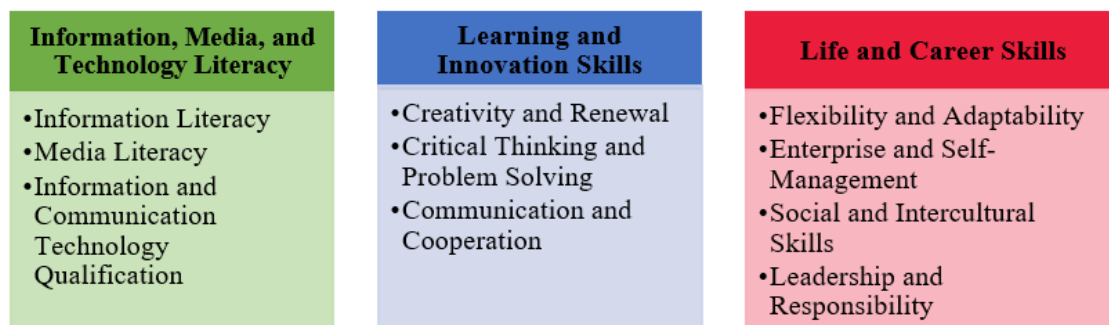 Information, Media, and
Technology Literacy
•Information Literacy
•Media Literacy
•Information and
Communication
Technology
Qualification
Learning and
Innovation Skills
•Creativity and Renewal
•Critical Thinking and
Problem Solving
•Communication and
Cooperation
Life and Career Skills
•Flexibility and Adaptability
•Enterprise and Self-
Management
•Social and Intercultural
Skills
•Leadership and
Responsibility